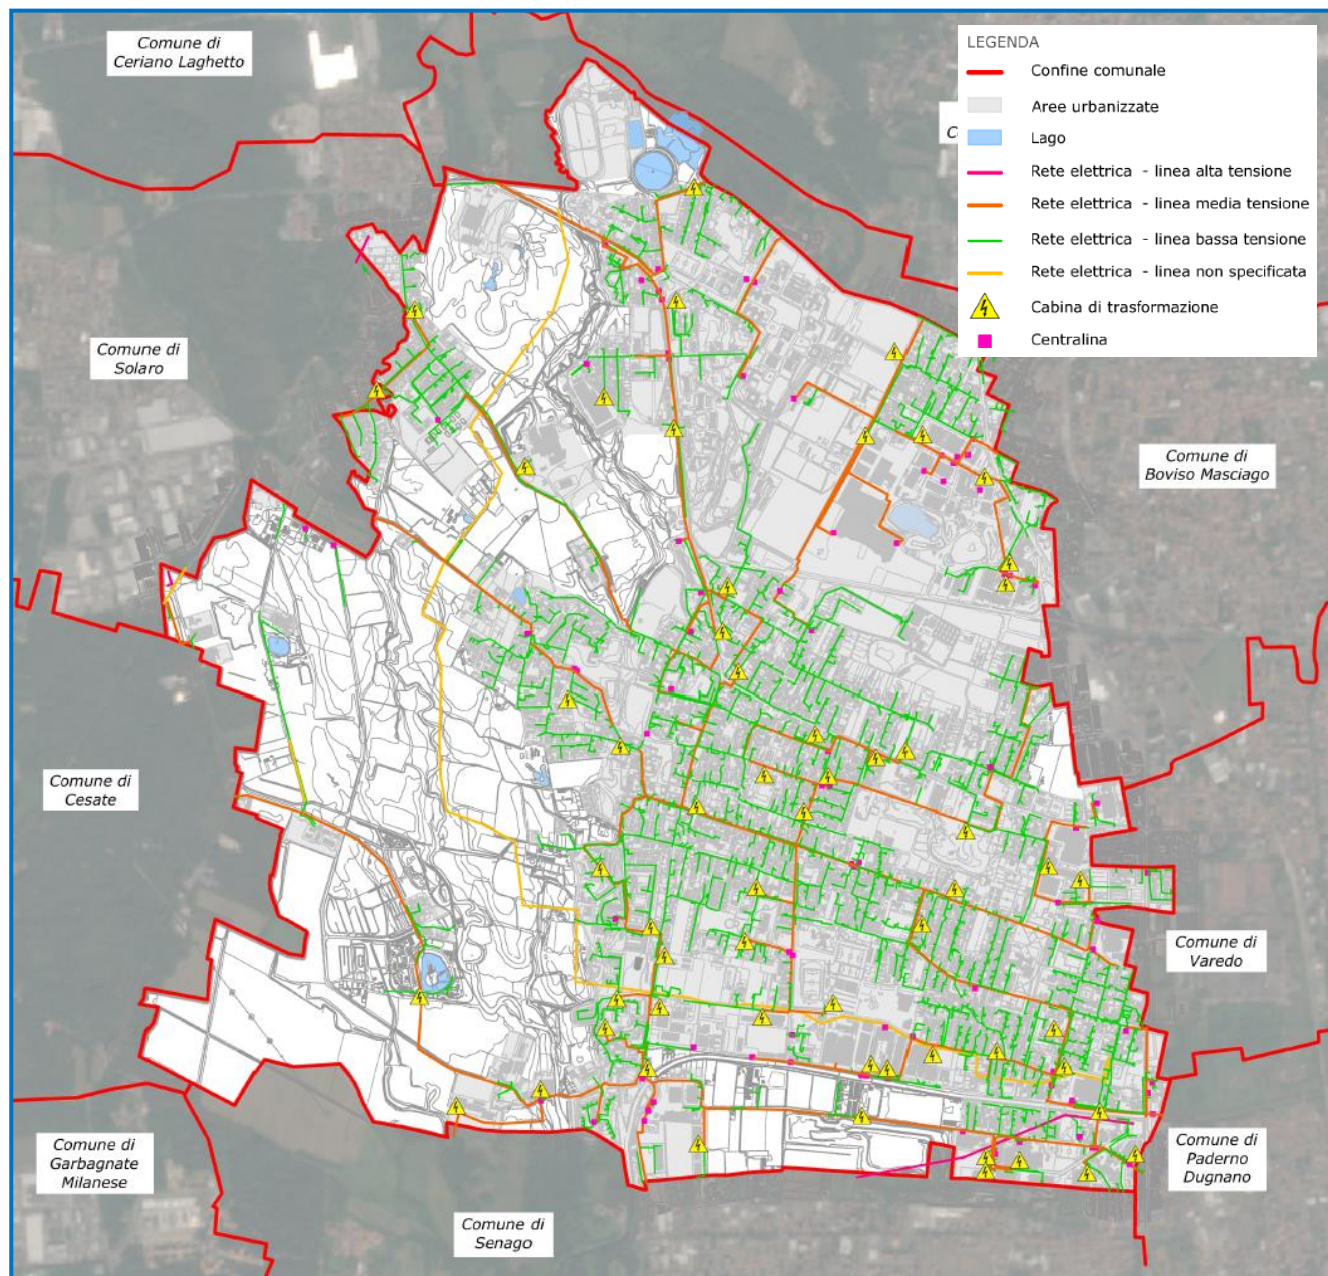 Comune di
Ceriano Laghetto
LEGENDA
Confine comunale
Aree urbanizzate
Lago
Rete elettrica - linea alta tensione
Rete elettrica - linea media tensione
Rete elettrica - linea bassa tensione
Rete elettrica - linea non specificata
Cabina di trasformazione
Centralina
Comune di
Solaro
Comune di
Boviso Masciago
Comune di
Cesate
Comune di
Varedo
Comune di
Garbagnate
Milanese
Comune di
Paderno
Dugnano
Comune di
Senago